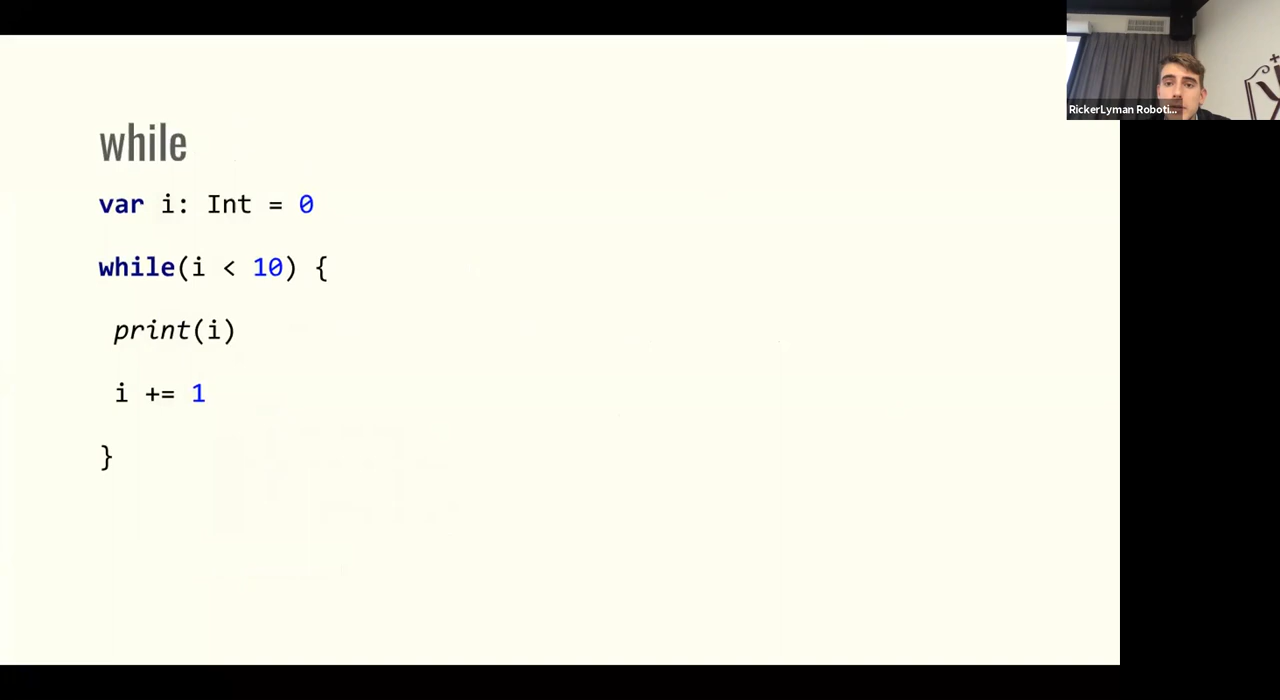 while
var i: Int = 0
while(i < 10) {
print(i)
i += 1
}
RickerLyman Roboti...